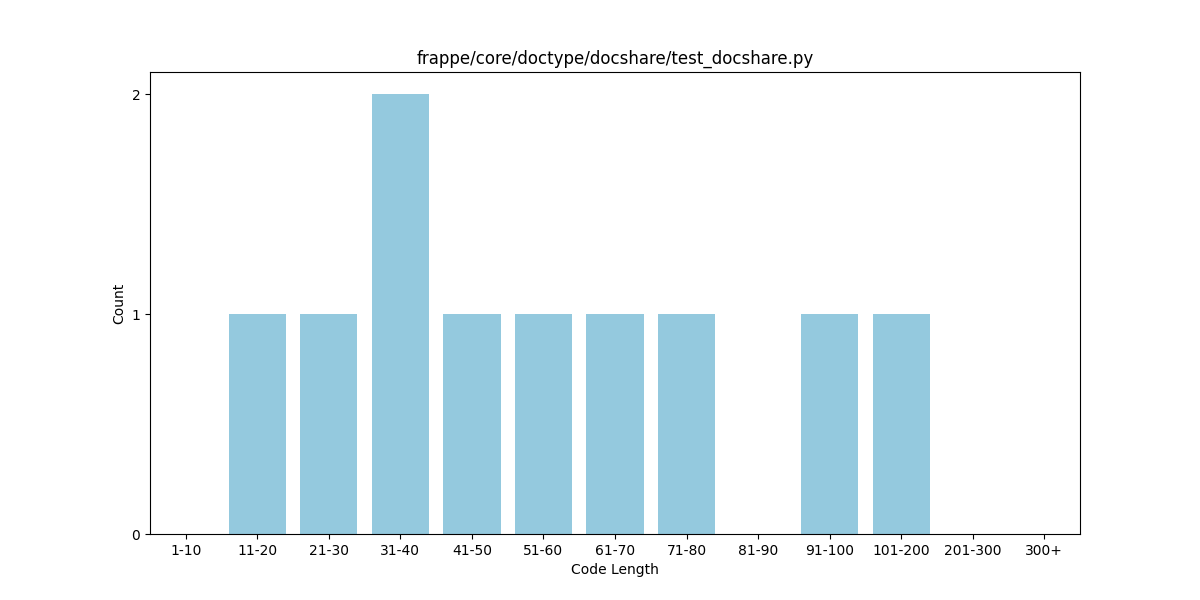 frappe/core/doctype/docshare/test_docshare.py
2
1
0
Count
1-10 11-20 21-30 31-40 41-50 51-60 61-70 71-80 81-90 91-100 101-200 201-300 300+
Code Length